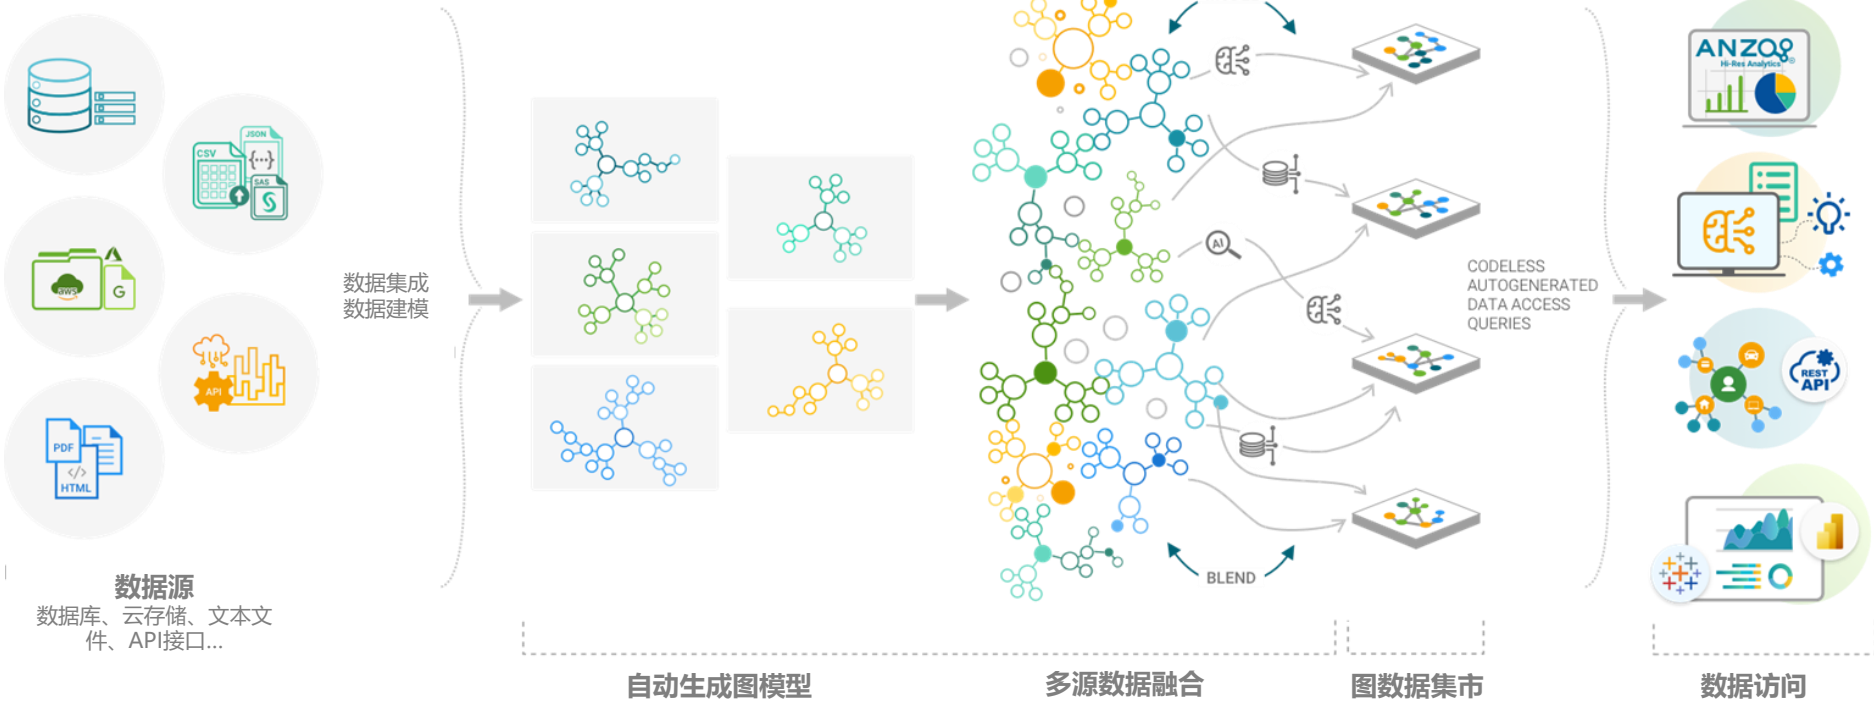 CSV
JSON
{...}
SAS
aws
G
API
PDF
</>
HTML
数据源
数据库、云存储、文本文
件、API接口...
数据集成
数据建模
自动生成图模型
AI
BLEND
多源数据融合
图数据集市
CODELESS
AUTOGENERATED
DATA ACCESS
QUERIES
ANZO
Hi-Res Analytics
REST
API
数据访问